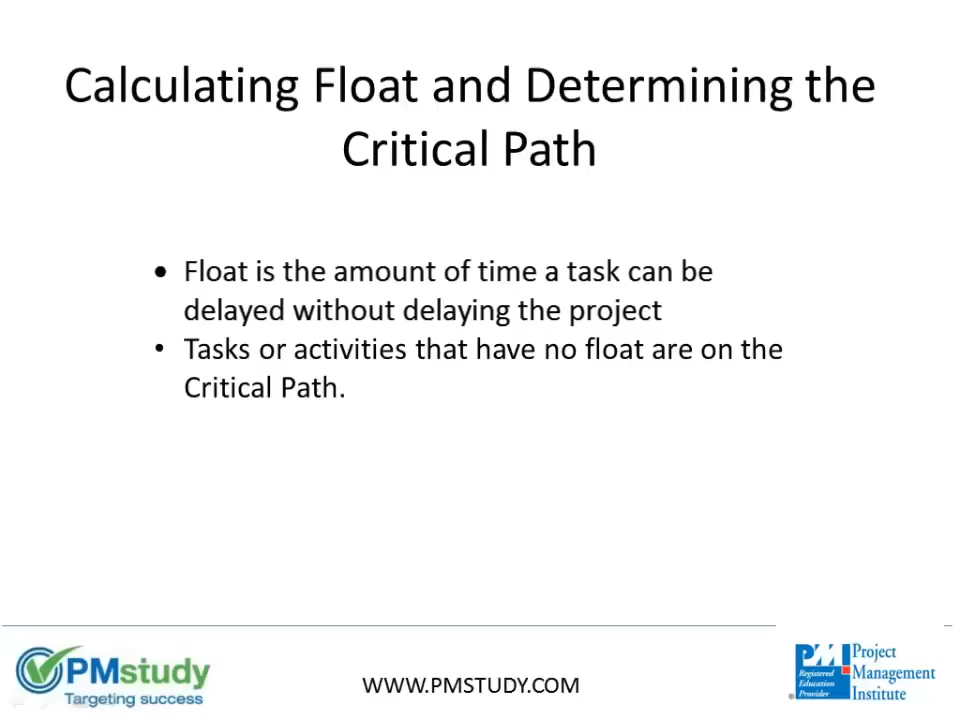 Calculating Float and Determining the
Critical Path
• Float is the amount of time a task can be
delayed without delaying the project
• Tasks or activities that have no float are on the
Critical Path.
PMstudy
Targeting success
WWW.PMSTUDY.COM
PMI
Registered
Education
Provider
®
Project
Management
Institute